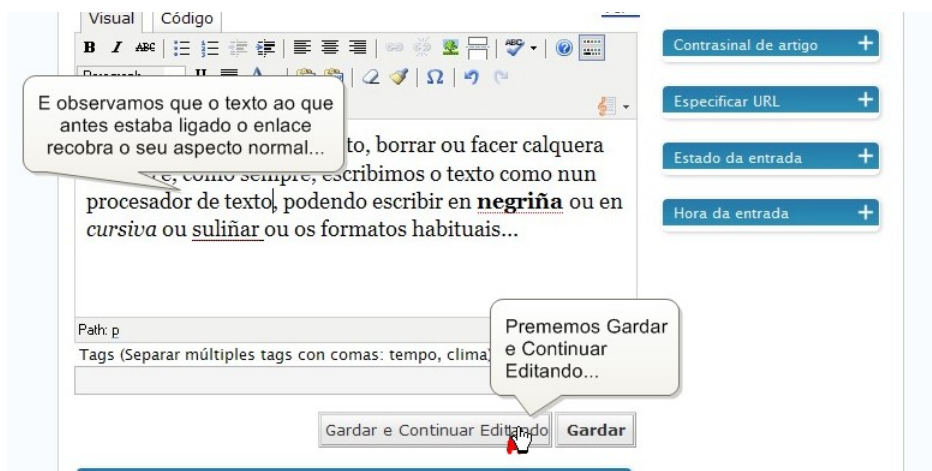 Visual Código
B I ABC ABC
Paragraph U A Ω
E observamos que o texto ao que
antes estaba ligado o enlace
recobra o seu aspecto normal...
to, borrar ou facer calquera
como sempre, escribimos o texto como nun
procesador de texto, podendo escribir en negriña ou en
cursiva ou suliñar ou os formatos habituais...
Path: p
Tags (Separar múltiples tags con comas: tempo, clima)
Prememos Gardar
e Continuar
Editando...
Gardar e Continuar Editando Gardar
Contrasinal de artigo +
Especificar URL +
Estado da entrada +
Hora da entrada +